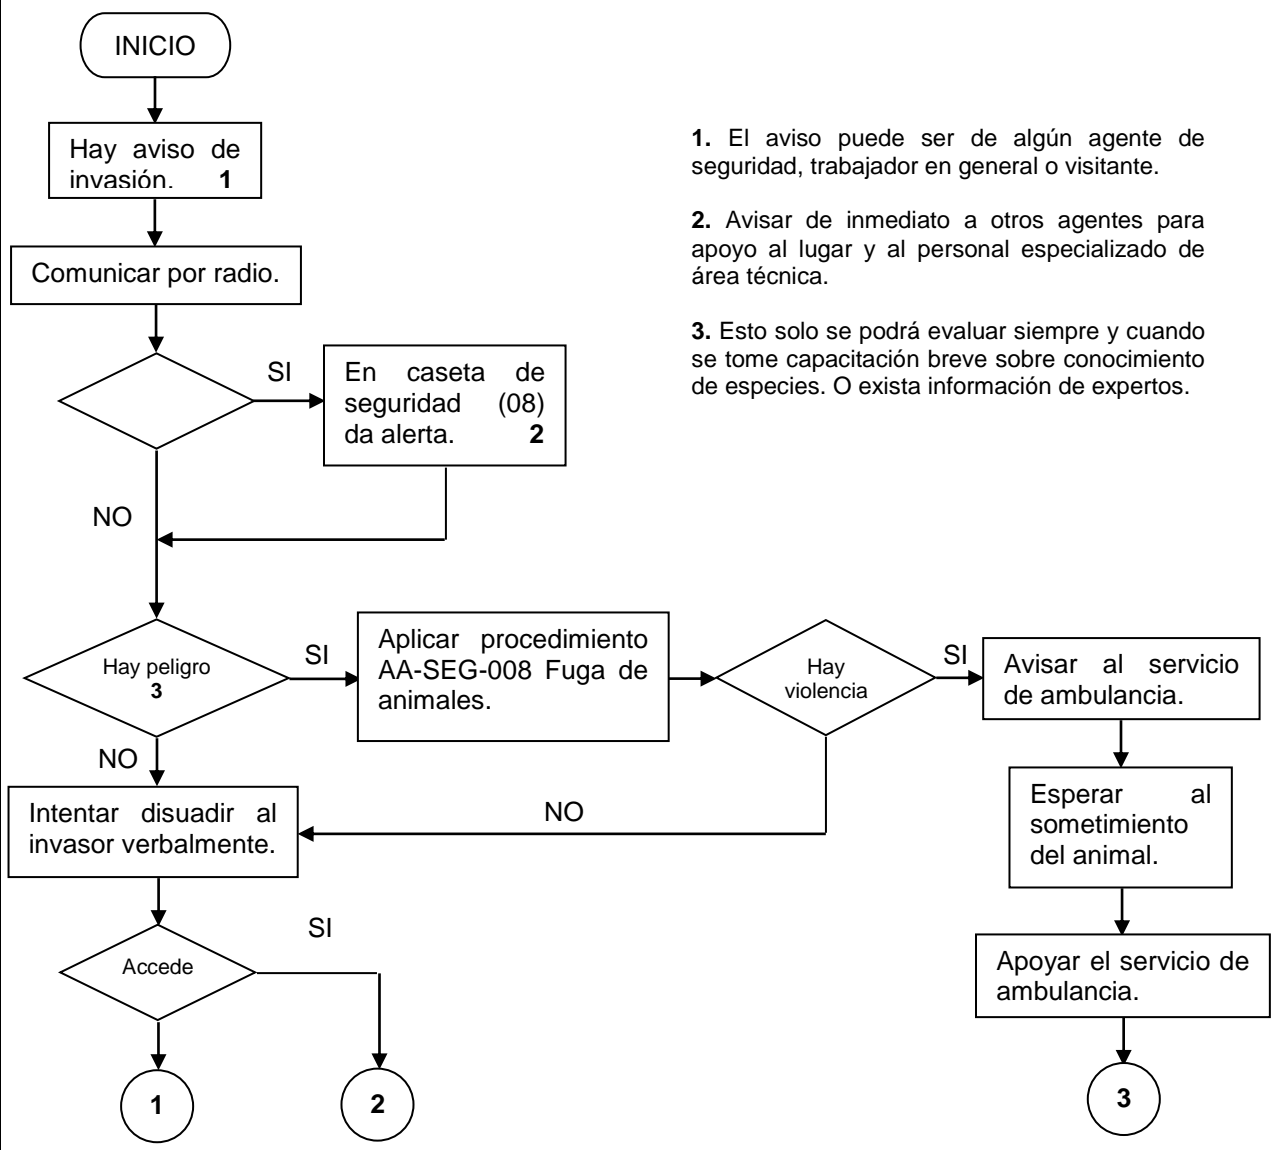 INICIO
Hay aviso de
invasión. 1
Comunicar por radio.
SI
En caseta de
seguridad (08)
da alerta. 2
NO
Hay peligro
3
SI
Aplicar procedimiento
AA-SEG-008 Fuga de
animales.
Hay
violencia
SI
Avisar al servicio
de ambulancia.
NO
Intentar disuadir al
invasor verbalmente.
NO
Esperar al
sometimiento
del animal.
Accede
SI
Apoyar el servicio de
ambulancia.
1
2
3
1. El aviso puede ser de algún agente de
seguridad, trabajador en general o visitante.
2. Avisar de inmediato a otros agentes para
apoyo al lugar y al personal especializado de
área técnica.
3. Esto solo se podrá evaluar siempre y cuando
se tome capacitación breve sobre conocimiento
de especies. O exista información de expertos.